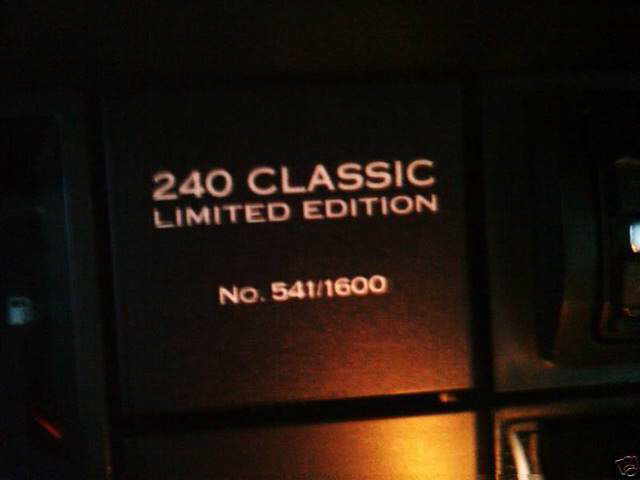 240 CLASSIC
LIMITED EDITION
No. 541/1600